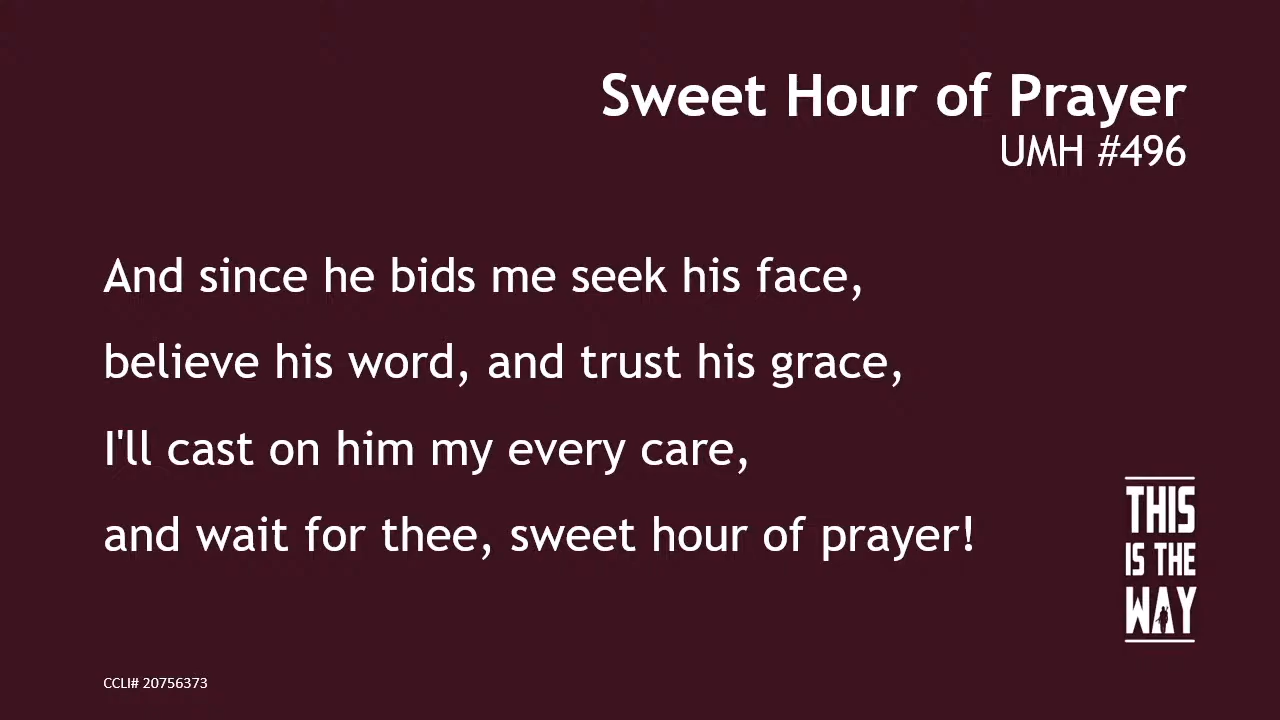 Sweet Hour of Prayer
UMH #496
And since he bids me seek his face,
believe his word, and trust his grace,
I'll cast on him my every care,
and wait for thee, sweet hour of prayer!
THIS
IS THE
WAY
CCLI# 20756373